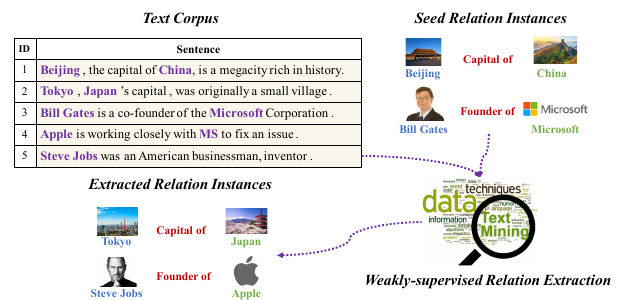 Text Corpus
ID Sentence
1 Beijing , the capital of China, is a megacity rich in history.
2 Tokyo , Japan 's capital , was originally a small village .
3 Bill Gates is a co-founder of the Microsoft Corporation .
4 Apple is working closely with MS to fix an issue .
5 Steve Jobs was an American businessman, inventor .
Seed Relation Instances
Capital of
Beijing China
Founder of Microsoft
Bill Gates Microsoft
Extracted Relation Instances
Capital of
Tokyo Japan
Founder of
Steve Jobs Apple
data techniques
information
Text
Mining
Weakly-supervised Relation Extraction